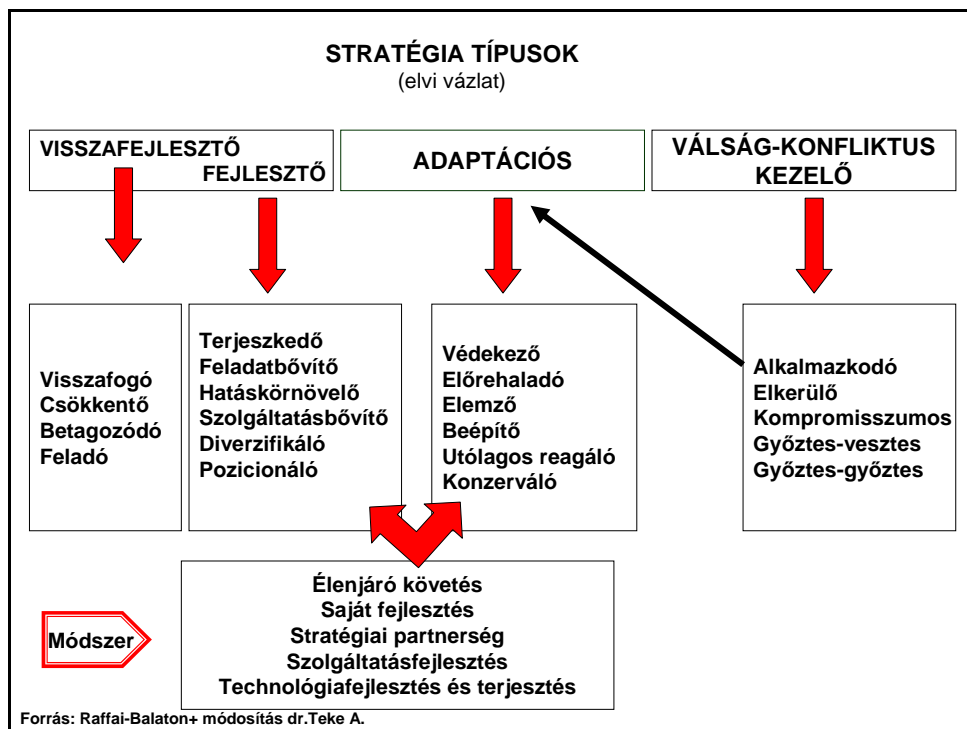 STRATÉGIA TÍPUSOK
(elvi vázlat)
VISSZAFEJLESZTŐ
FEJLESZTŐ
ADAPTÁCIÓS
VÁLSÁG-KONFLIKTUS
KEZELŐ
Visszafogó
Csökkentő
Betagozódó
Feladó
Terjeszkedő
Feladatbővítő
Hatáskörnövelő
Szolgáltatásbővítő
Diverzifikáló
Pozicionáló
Védekező
Előrehaladó
Elemző
Beépítő
Utólagos reagáló
Konzerváló
Alkalmazkodó
Elkerülő
Kompromisszumos
Győztes-vesztes
Győztes-győztes
Módszer
Élenjáró követés
Saját fejlesztés
Stratégiai partnerség
Szolgáltatásfejlesztés
Technológiafejlesztés és terjesztés
Forrás: Raffai-Balaton+ módosítás dr.Teke A.